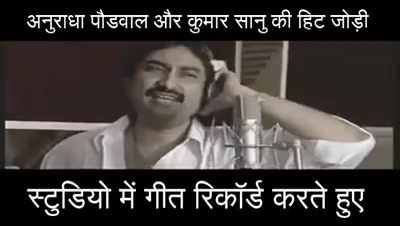 अनुराधा पौडवाल और कुमार सानु की हिट जोड़ी
स्टुडियो में गीत रिकॉर्ड करते हुए